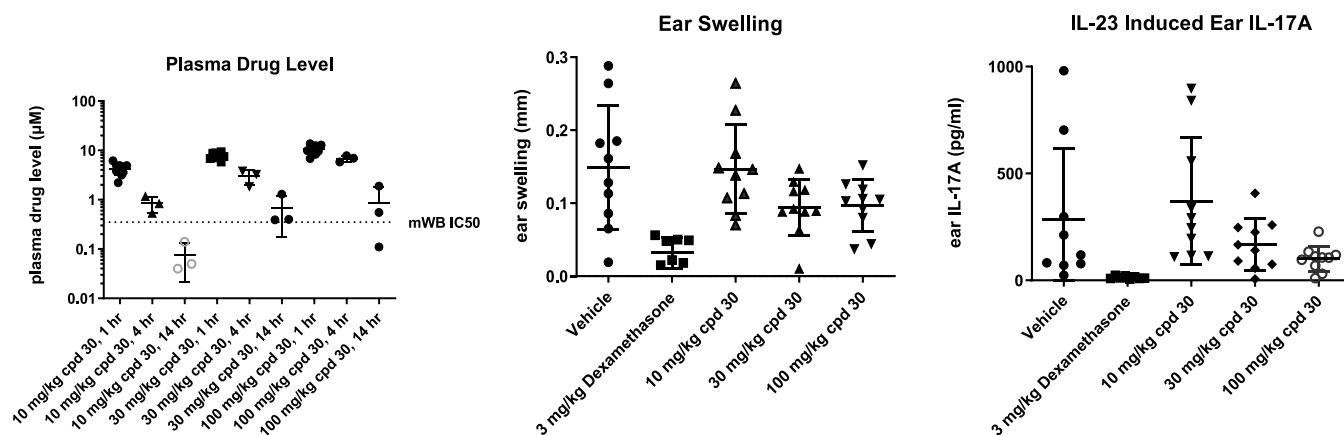 Plasma Drug Level
plasma drug level (µM)
10
100
1
0.1
0.01
mWB IC50
10 mg/kg cpd 30, 1 hr
10 mg/kg cpd 30, 4 hr
10 mg/kg cpd 30, 14 hr
30 mg/kg cpd 30, 1 hr
30 mg/kg cpd 30, 4 hr
30 mg/kg cpd 30, 14 hr
100 mg/kg cpd 30, 1 hr
100 mg/kg cpd 30, 4 hr
100 mg/kg cpd 30, 14 hr
Ear Swelling
ear swelling (mm)
0.3
0.2
0.1
0.0
Vehicle
3 mg/kg Dexamethasone
10 mg/kg cpd 30
30 mg/kg cpd 30
100 mg/kg cpd 30
IL-23 Induced Ear IL-17A
ear IL-17A (pg/ml)
1000
500
0
Vehicle
3 mg/kg Dexamethasone
10 mg/kg cpd 30
30 mg/kg cpd 30
100 mg/kg cpd 30